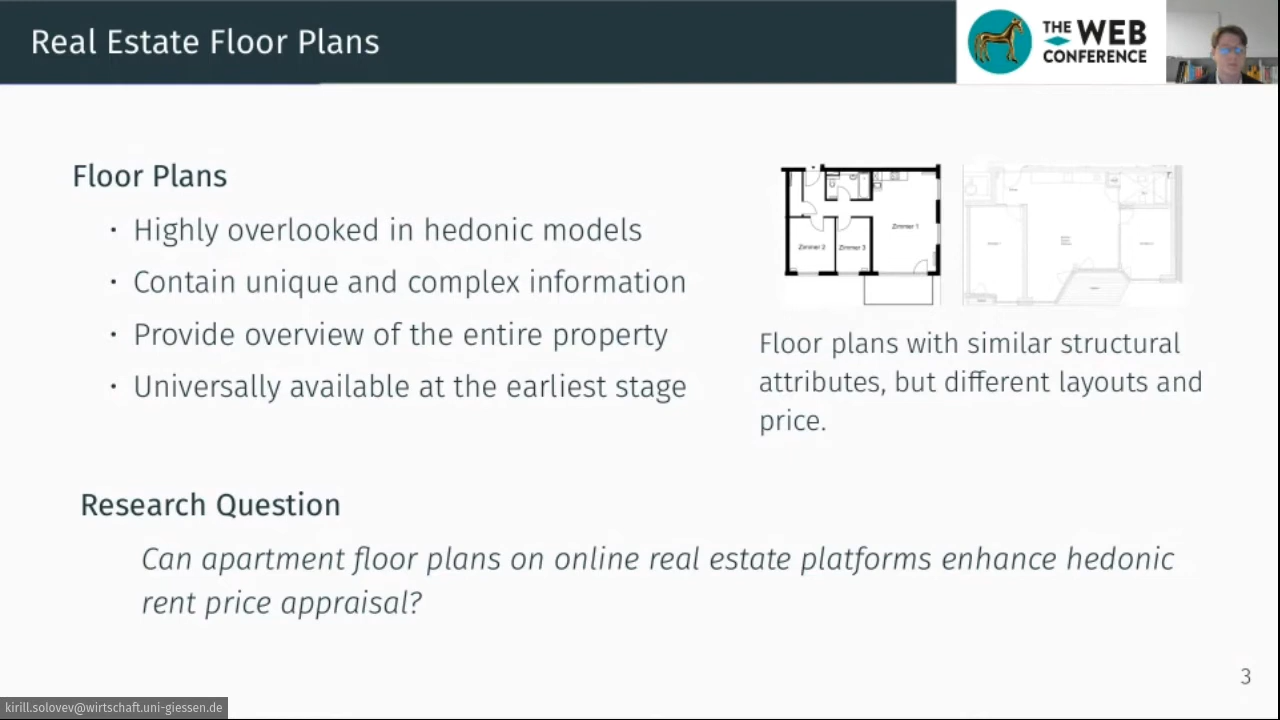 Real Estate Floor Plans
THE WEB
CONFERENCE
Floor Plans
· Highly overlooked in hedonic models
· Contain unique and complex information
· Provide overview of the entire property
· Universally available at the earliest stage
Zimmer 1
Zimmer 2
Zimmer 3
Floor plans with similar structural
attributes, but different layouts and
price.
Research Question
Can apartment floor plans on online real estate platforms enhance hedonic
rent price appraisal?
3
kirill.solovev@wirtschaft.uni-giessen.de